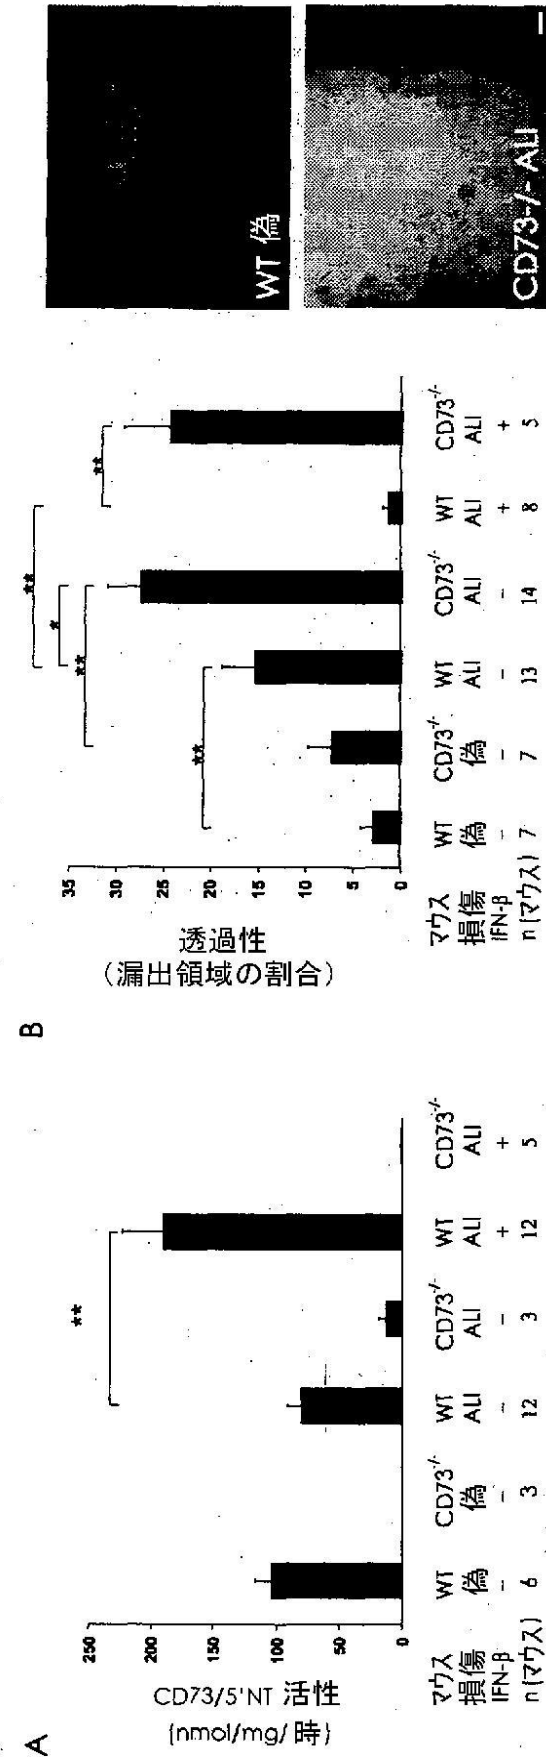 A
CD73/5'NT 活性
(nmol/mg/ 時)
250
200
150
100
50
0
**
マウス WT CD73-/- WT CD73-/- WT CD73-/-
損傷 偽 偽 ALI ALI ALI ALI
IFN-β - - - - + +
n (マウス) 6 3 12 3 12 5
B
透過性
(漏出領域の割合)
35
30
25
20
15
10
5
0
**
**
*
**
**
マウス WT CD73-/- WT CD73-/- WT CD73-/-
損傷 偽 偽 ALI ALI ALI ALI
IFN-β - - - - + +
n (マウス) 7 7 13 14 8 5
WT 偽
CD73-/- ALI